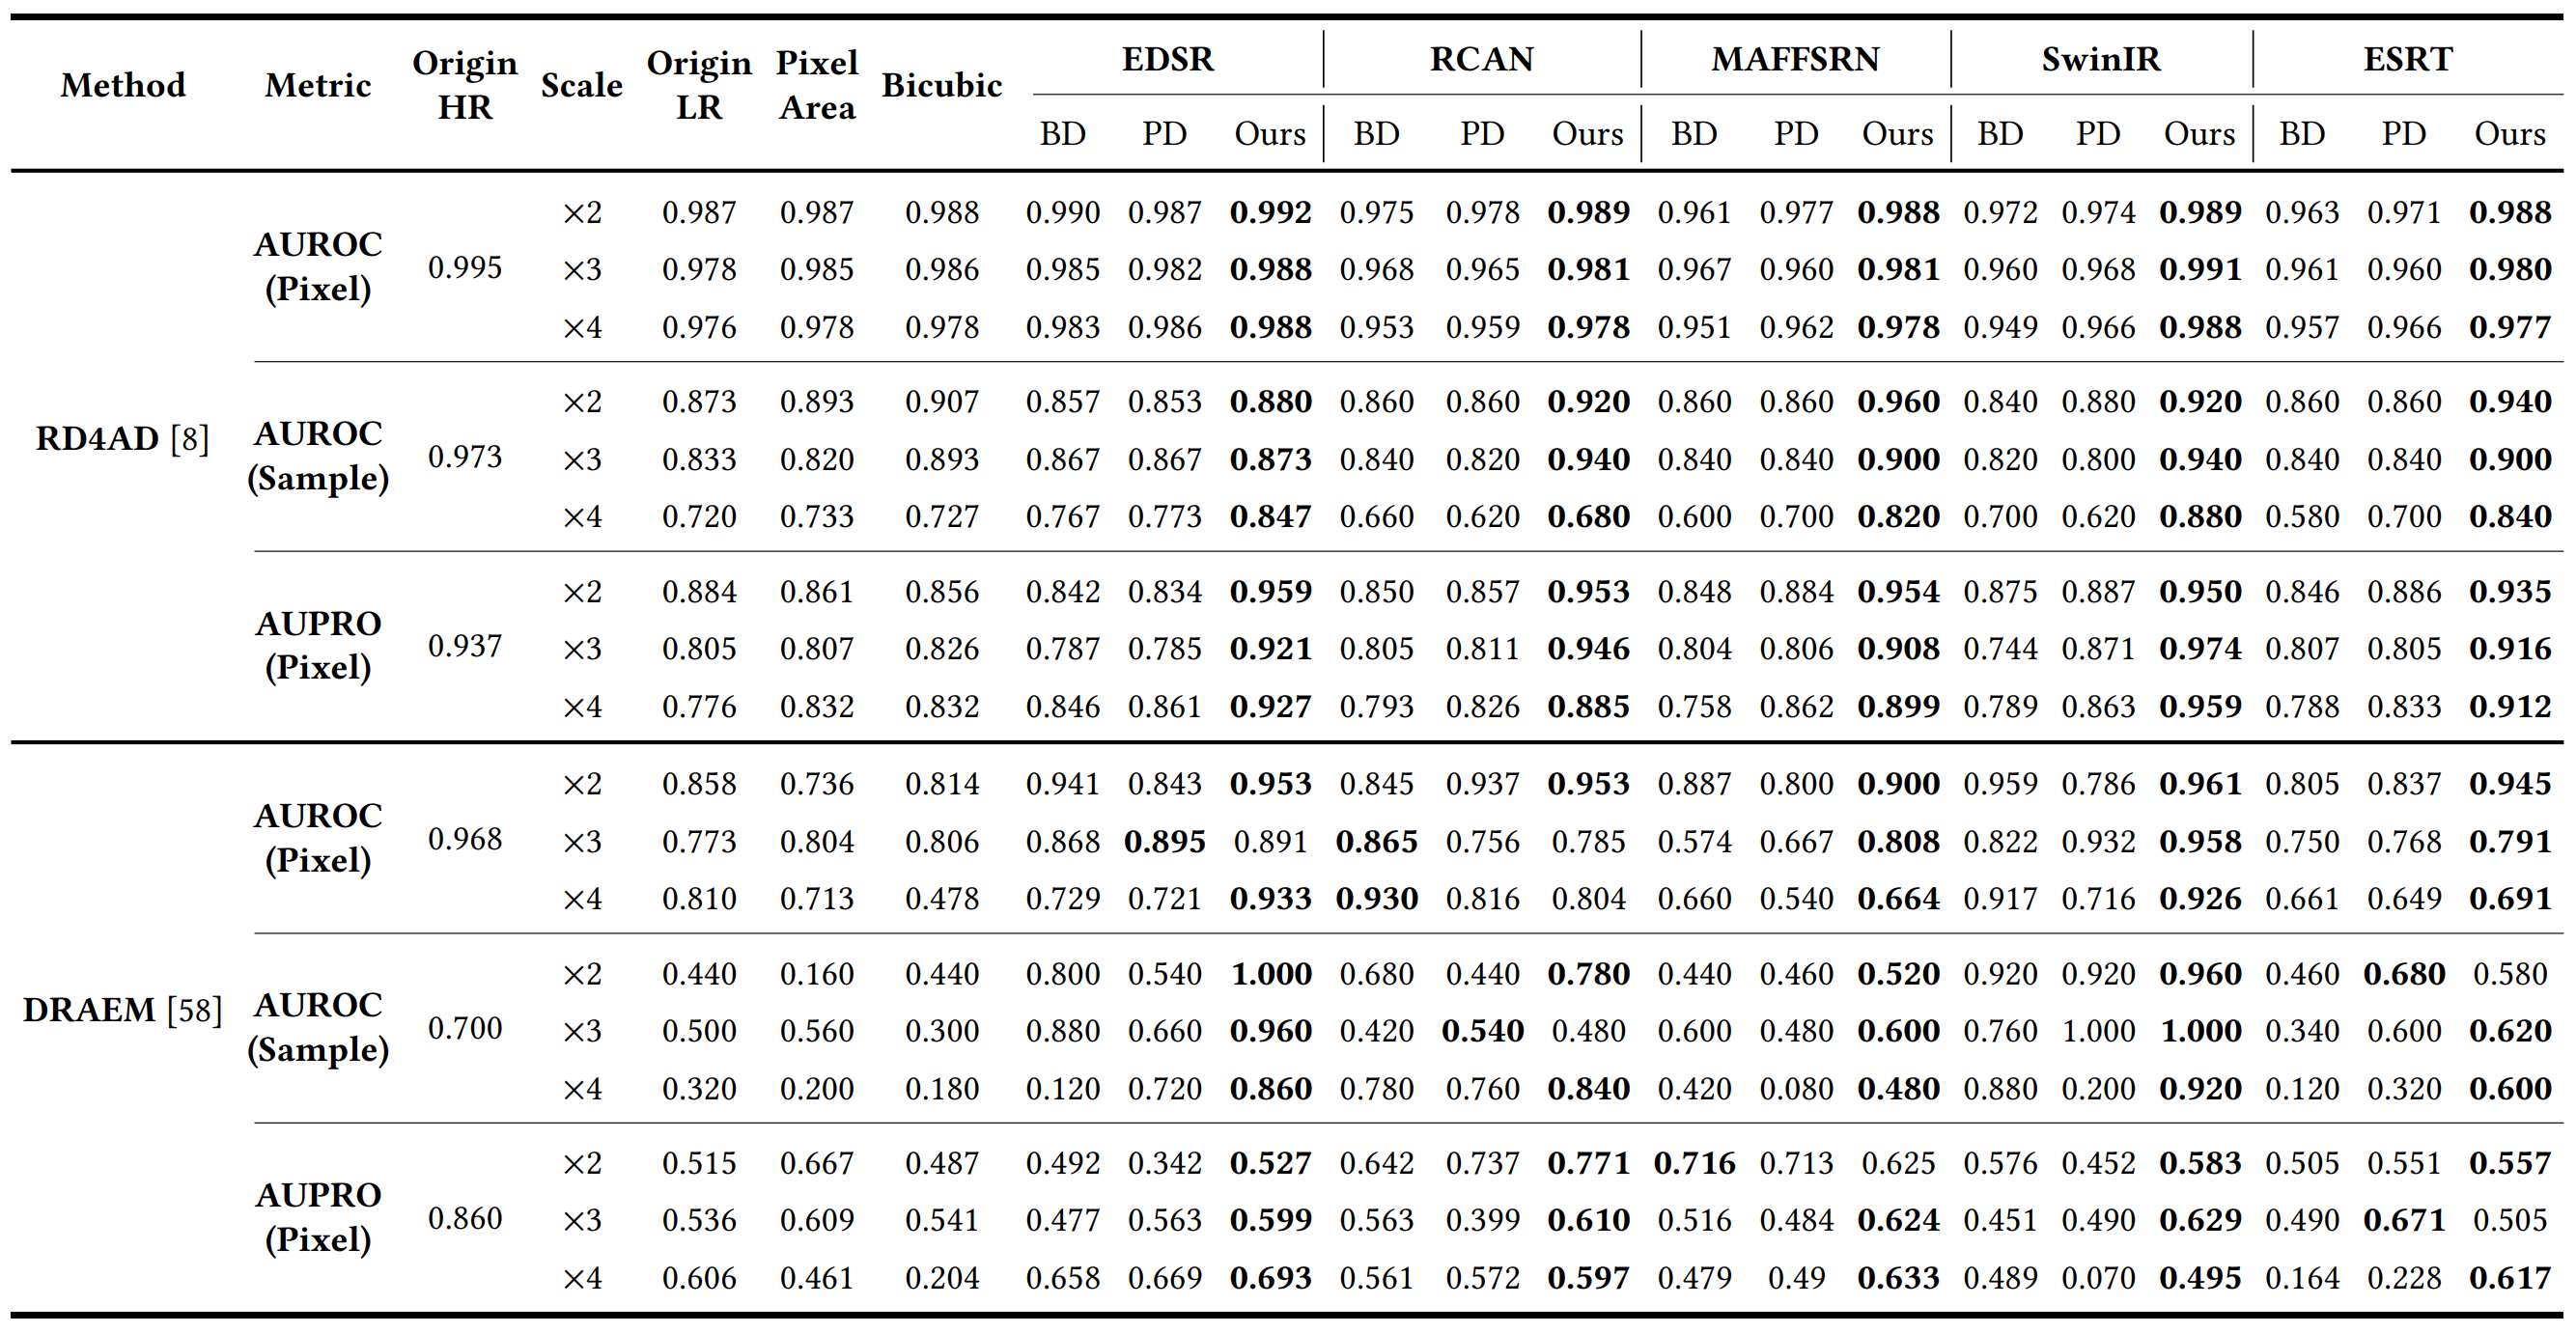 Method Metric Origin HR Scale Origin LR Pixel Area Bicubic EDSR RCAN MAFFSRN SwinIR ESRT
BD PD Ours BD PD Ours BD PD Ours BD PD Ours BD PD Ours
RD4AD [8] AUROC (Pixel) 0.995 ×2 0.987 0.987 0.988 0.990 0.987 0.992 0.975 0.978 0.989 0.961 0.977 0.988 0.972 0.974 0.989 0.963 0.971 0.988
×3 0.978 0.985 0.986 0.985 0.982 0.988 0.968 0.965 0.981 0.967 0.960 0.981 0.960 0.968 0.991 0.961 0.960 0.980
×4 0.976 0.978 0.978 0.983 0.986 0.988 0.953 0.959 0.978 0.951 0.962 0.978 0.949 0.966 0.988 0.957 0.966 0.977
AUROC (Sample) 0.973 ×2 0.873 0.893 0.907 0.857 0.853 0.880 0.860 0.860 0.920 0.860 0.860 0.960 0.840 0.880 0.920 0.860 0.860 0.940
×3 0.833 0.820 0.893 0.867 0.867 0.873 0.840 0.820 0.940 0.840 0.840 0.900 0.820 0.800 0.940 0.840 0.840 0.900
×4 0.720 0.733 0.727 0.767 0.773 0.847 0.660 0.620 0.680 0.600 0.700 0.820 0.700 0.620 0.880 0.580 0.700 0.840
AUPRO (Pixel) 0.937 ×2 0.884 0.861 0.856 0.842 0.834 0.959 0.850 0.857 0.953 0.848 0.884 0.954 0.875 0.887 0.950 0.846 0.886 0.935
×3 0.805 0.807 0.826 0.787 0.785 0.921 0.805 0.811 0.946 0.804 0.806 0.908 0.744 0.871 0.974 0.807 0.805 0.916
×4 0.776 0.832 0.832 0.846 0.861 0.927 0.793 0.826 0.885 0.758 0.862 0.899 0.789 0.863 0.959 0.788 0.833 0.912
DRAEM [58] AUROC (Pixel) 0.968 ×2 0.858 0.736 0.814 0.941 0.843 0.953 0.845 0.937 0.953 0.887 0.800 0.900 0.959 0.786 0.961 0.805 0.837 0.945
×3 0.773 0.804 0.806 0.868 0.895 0.891 0.865 0.756 0.785 0.574 0.667 0.808 0.822 0.932 0.958 0.750 0.768 0.791
×4 0.810 0.713 0.478 0.729 0.721 0.933 0.930 0.816 0.804 0.660 0.540 0.664 0.917 0.716 0.926 0.661 0.649 0.691
AUROC (Sample) 0.700 ×2 0.440 0.160 0.440 0.800 0.540 1.000 0.680 0.440 0.780 0.440 0.460 0.520 0.920 0.920 0.960 0.460 0.680 0.580
×3 0.500 0.560 0.300 0.880 0.660 0.960 0.420 0.540 0.480 0.600 0.480 0.600 0.760 1.000 1.000 0.340 0.600 0.620
×4 0.320 0.200 0.180 0.120 0.720 0.860 0.780 0.760 0.840 0.420 0.080 0.480 0.880 0.200 0.920 0.120 0.320 0.600
AUPRO (Pixel) 0.860 ×2 0.515 0.667 0.487 0.492 0.342 0.527 0.642 0.737 0.771 0.716 0.713 0.625 0.576 0.452 0.583 0.505 0.551 0.557
×3 0.536 0.609 0.541 0.477 0.563 0.599 0.563 0.399 0.610 0.516 0.484 0.624 0.451 0.490 0.629 0.490 0.671 0.505
×4 0.606 0.461 0.204 0.658 0.669 0.693 0.561 0.572 0.597 0.479 0.49 0.633 0.489 0.070 0.495 0.164 0.228 0.617